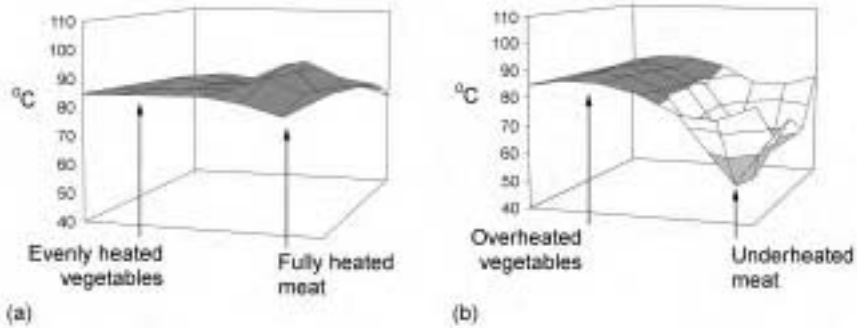 110
100
90
°C
80
70
60
50
40
Evenly heated
vegetables
Fully heated
meat
(a)
110
100
90
°C
80
70
60
50
40
Overheated
vegetables
Underheated
meat
(b)